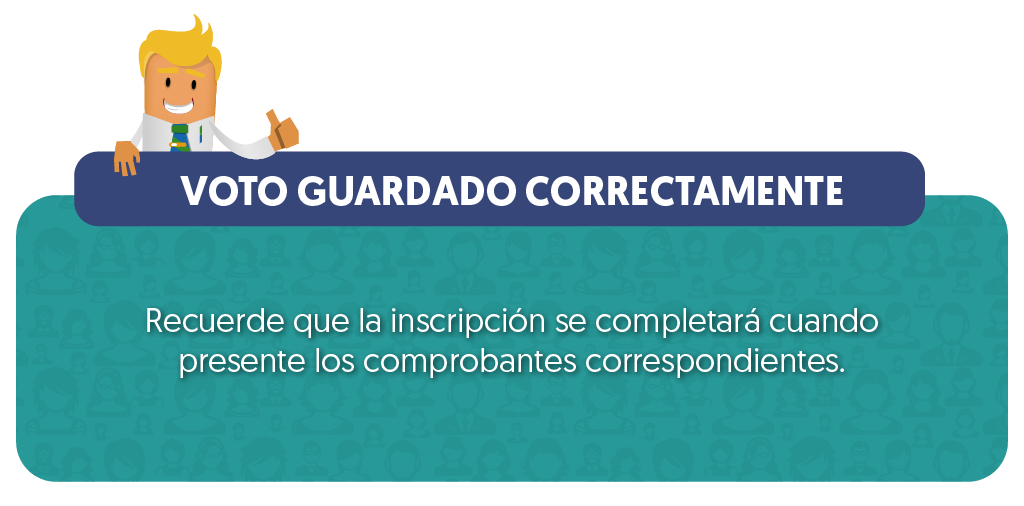 VOTO GUARDADO CORRECTAMENTE
Recuerde que la inscripción se completará cuando
presente los comprobantes correspondientes.